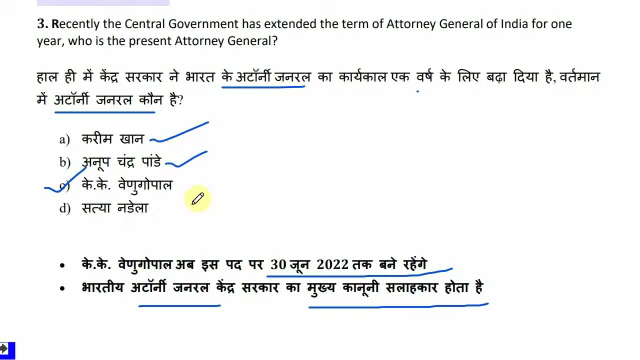 3. Recently the Central Government has extended the term of Attorney General of India for one
year, who is the present Attorney General?
हाल ही में केंद्र सरकार ने भारत के अटॉर्नी जनरल का कार्यकाल एक वर्ष के लिए बढ़ा दिया है, वर्तमान
में अटॉर्नी जनरल कौन है?
a) करीम खान
b) अनूप चंद्र पांडे
c) के.के. वेणुगोपाल
d) सत्या नडेला
• के.के. वेणुगोपाल अब इस पद पर 30 जून 2022 तक बने रहेंगे
• भारतीय अटॉर्नी जनरल केंद्र सरकार का मुख्य कानूनी सलाहकार होता है